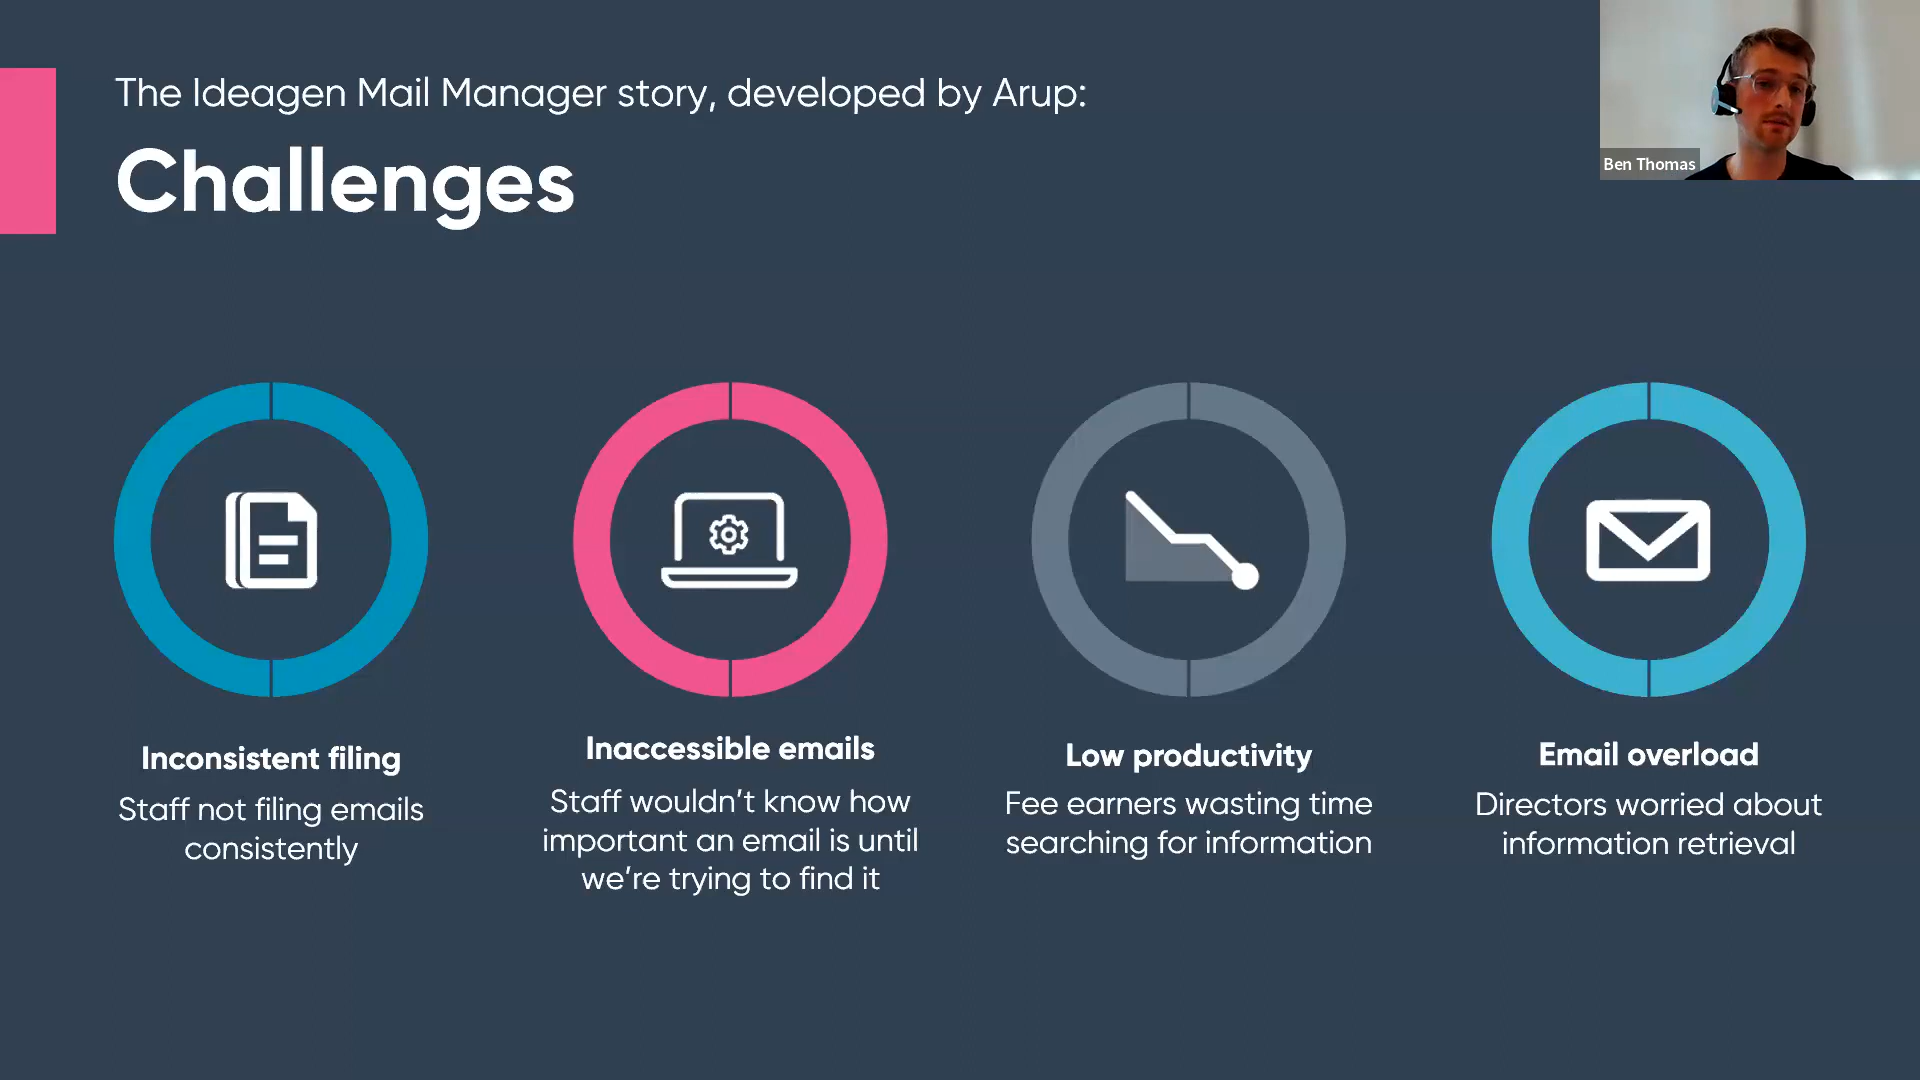 The Ideagen Mail Manager story, developed by Arup:
Challenges
Ben Thomas
Inconsistent filing
Staff not filing emails
consistently
Inaccessible emails
Staff wouldn’t know how
important an email is until
we’re trying to find it
Low productivity
Fee earners wasting time
searching for information
Email overload
Directors worried about
information retrieval